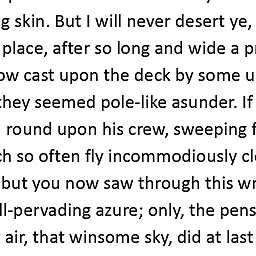 g skin. But I will never desert ye,
place, after so long and wide a p
ow cast upon the deck by some u
they seemed pole-like asunder. If
round upon his crew, sweeping f
ch so often fly incommodiously cl
but you now saw through this w
ll-pervading azure; only, the pens
air, that winsome sky, did at last